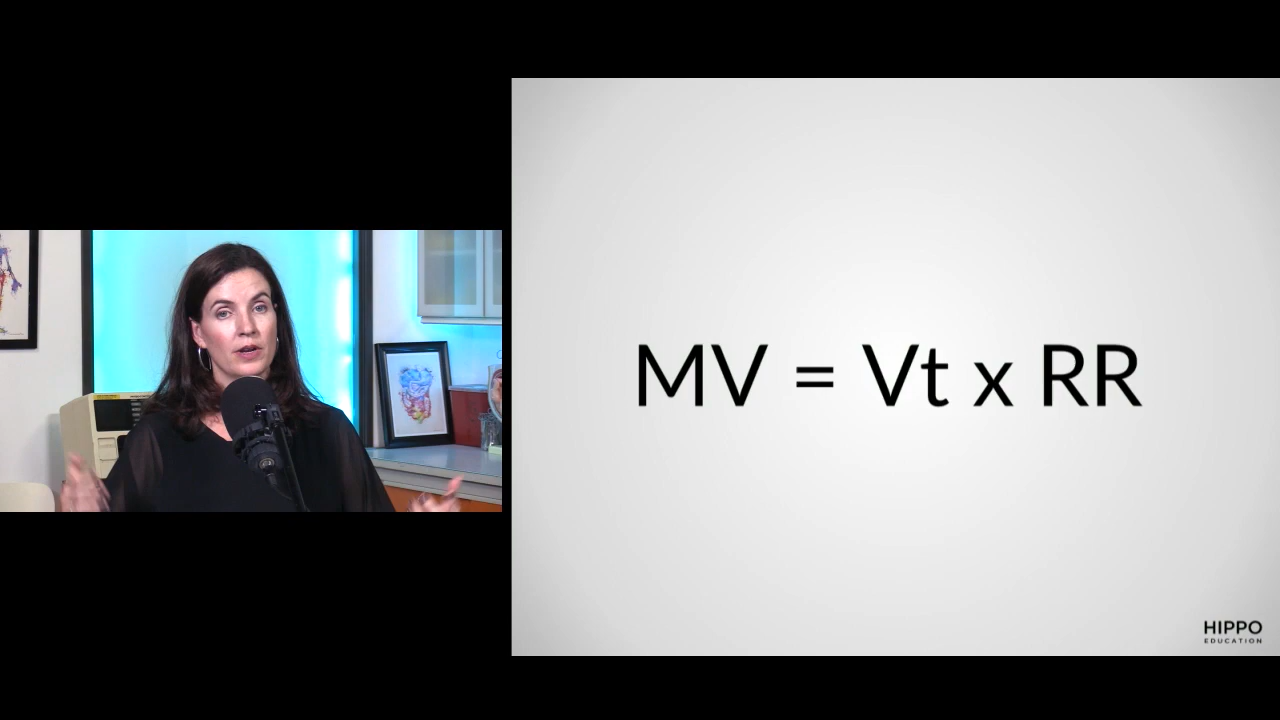 MV = Vt x RR
HIPPO
EDUCATION